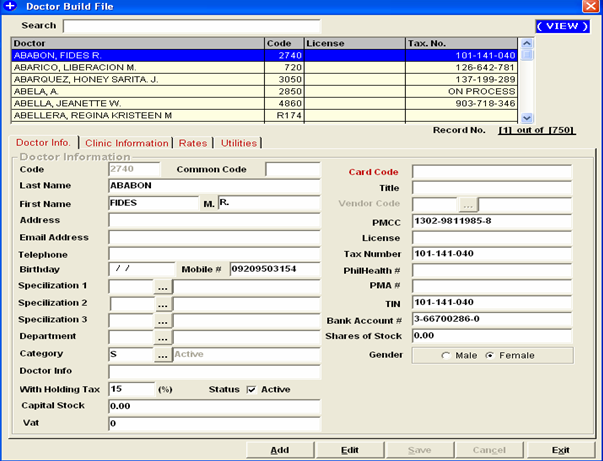 Doctor Build File
Search
( VIEW )
Doctor Code License Tax. No.
ABABON, FIDES R. 2740 101-141-040
ABARICO, LIBERACION M. 720 126-642-781
ABARQUEZ, HONEY SARITA. J. 3050 137-199-289
ABELA, A. 2850 ON PROCESS
ABELLA, JEANETTE W. 4860 903-718-346
ABELLERA, REGINA KRISTEEN M R174
Record No. [1] out of [750]
Doctor Info. Clinic Information Rates Utilities
Doctor Information
Code 2740 Common Code
Last Name ABABON
First Name FIDES M. R.
Address
Email Address
Telephone
Birthday / / Mobile # 09209503154
Specilization 1 ...
Specilization 2 ...
Specilization 3 ...
Department ...
Category S ... Active
Doctor Info
With Holding Tax 15 (%) Status Active
Capital Stock 0.00
Vat 0
Card Code
Title
Vendor Code ...
PMCC 1302-9811985-8
License
Tax Number 101-141-040
PhilHealth #
PMA #
TIN 101-141-040
Bank Account # 3-66700286-0
Shares of Stock 0.00
Gender Male Female
Add Edit Save Cancel Exit